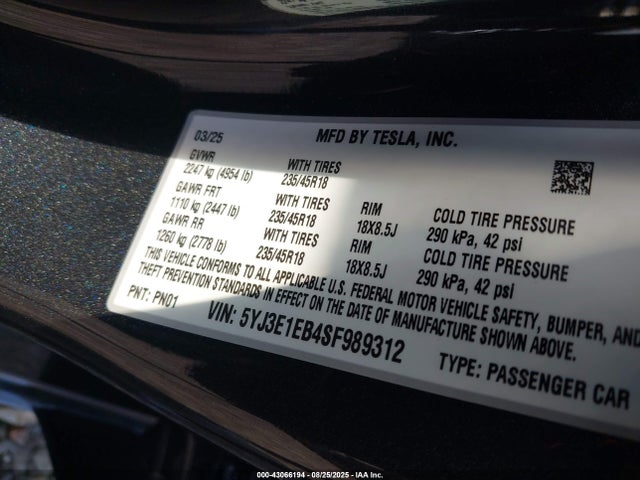 03/25 MFD BY TESLA, INC.
GVWR
2247 kg (4954 lb) WITH TIRES
GAWR FRT 235/45R18
1110 kg (2447 lb) WITH TIRES RIM COLD TIRE PRESSURE
GAWR RR 235/45R18 18X8.5J 290 kPa, 42 psi
1260 kg (2778 lb) WITH TIRES RIM COLD TIRE PRESSURE
235/45R18 18X8.5J 290 kPa, 42 psi
THIS VEHICLE CONFORMS TO ALL APPLICABLE U.S. FEDERAL MOTOR VEHICLE SAFETY, BUMPER, AND
THEFT PREVENTION STANDARDS IN EFFECT ON THE DATE OF MANUFACTURE SHOWN ABOVE.
PNT: PN01 VIN: 5YJ3E1EB4SF989312 TYPE: PASSENGER CAR
000-43066194 - 08/25/2025 - IAA Inc.